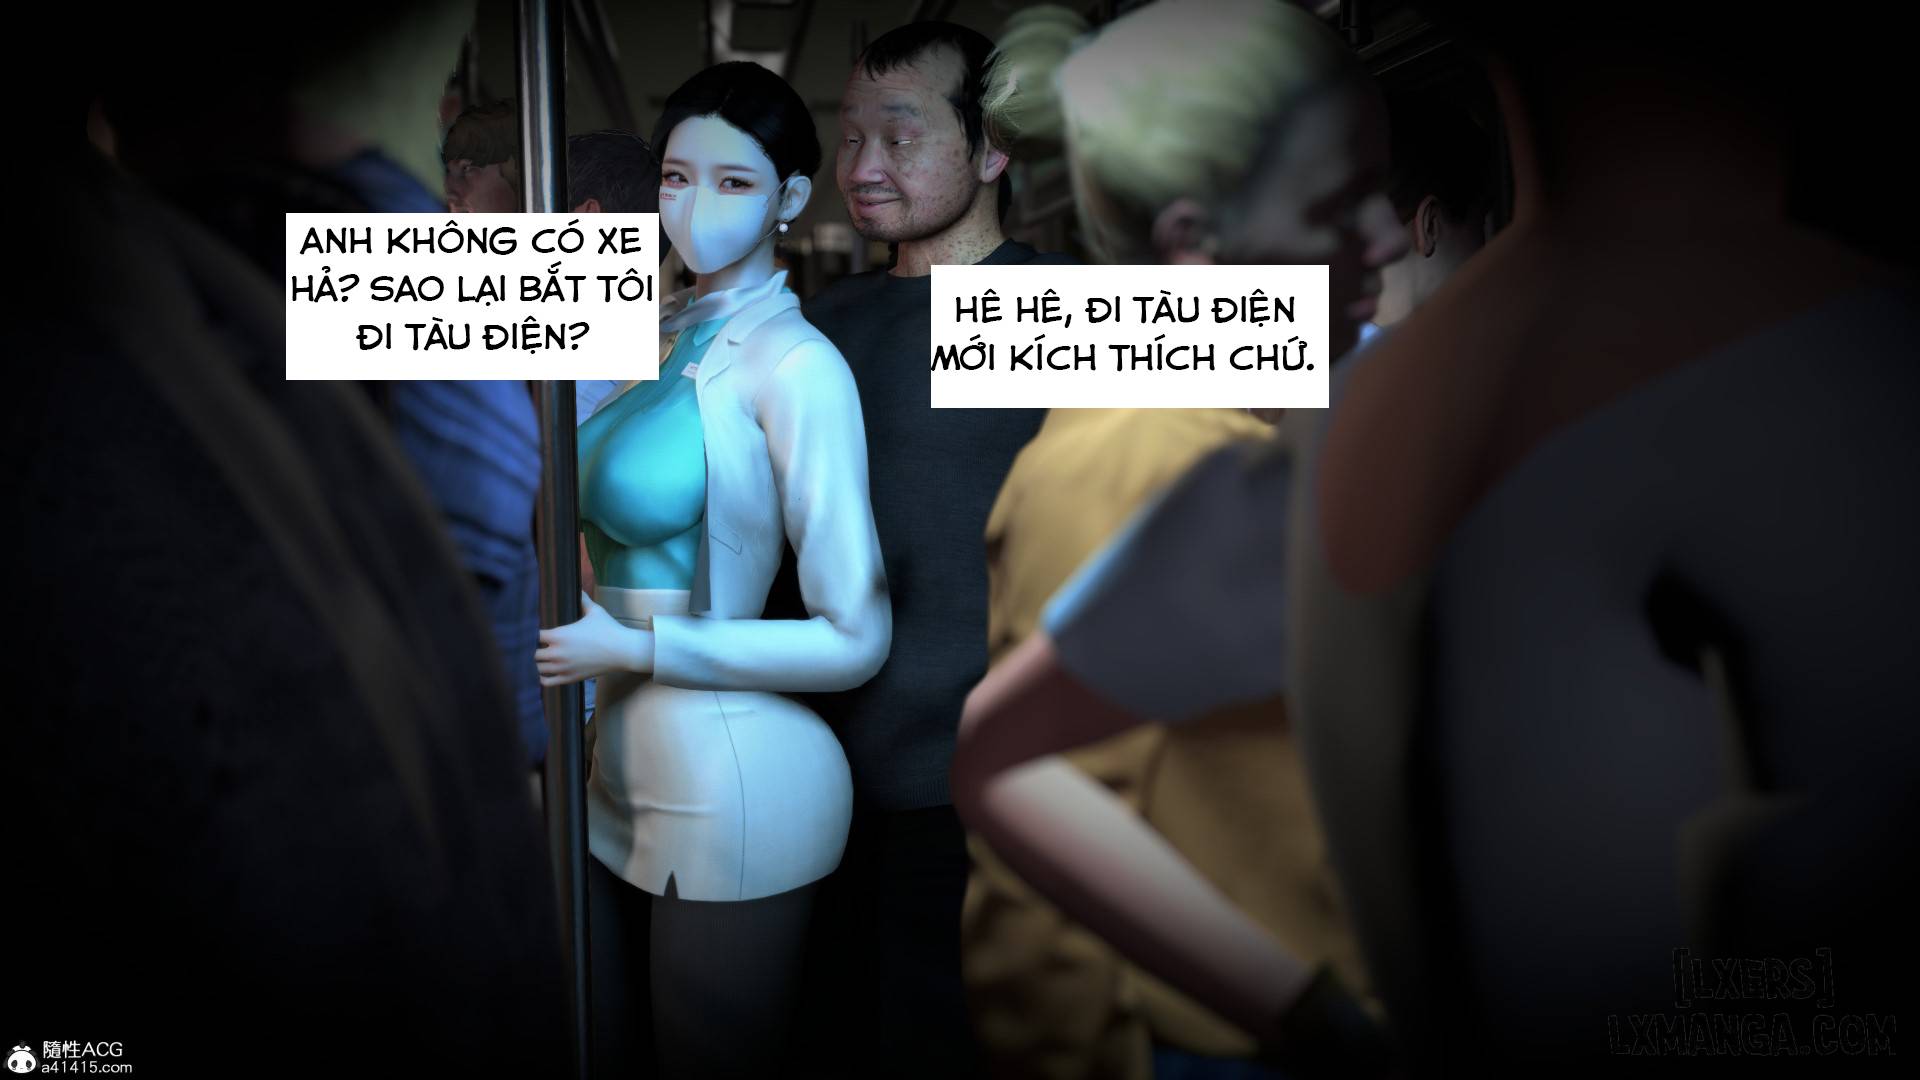 ANH KHÔNG CÓ XE
HẢ? SAO LẠI BẮT TÔI
ĐI TÀU ĐIỆN?
HÊ HÊ, ĐI TÀU ĐIỆN
MỚI KÍCH THÍCH CHỨ.
[LXERS]
LXMANGA.COM
隨性ACG
a41415.com